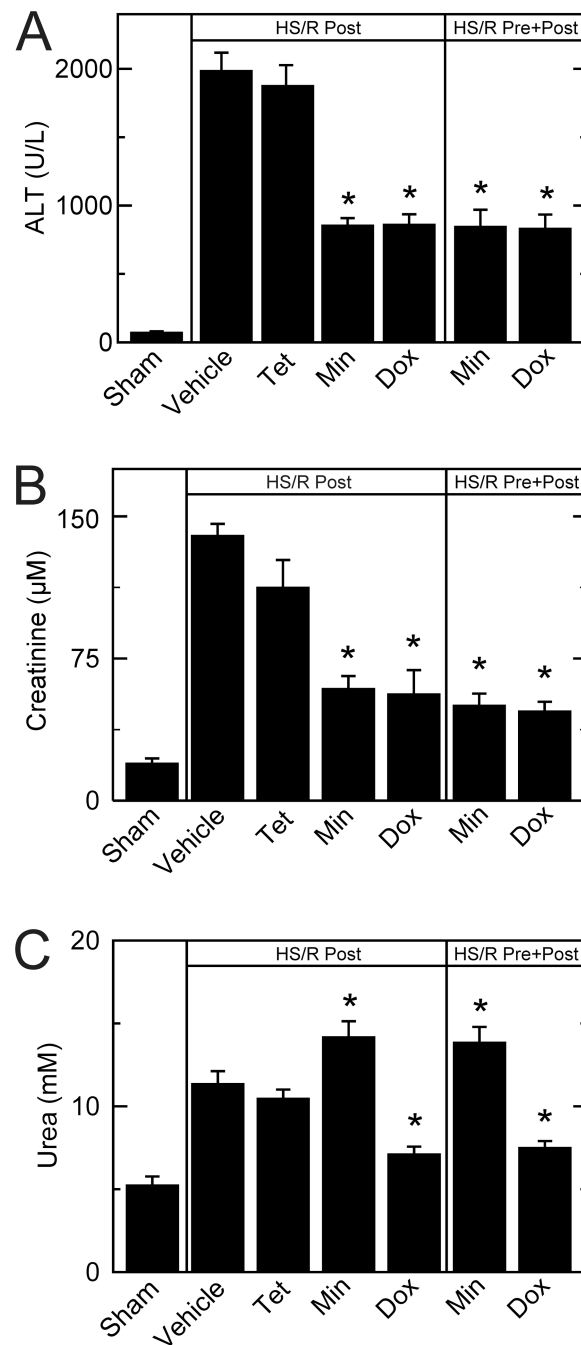 A
HS/R Post
HS/R Pre+Post
ALT (U/L)
2000
1000
0
* * * *
Sham Vehicle Tet Min Dox Min Dox
B
HS/R Post
HS/R Pre+Post
Creatinine (µM)
150
75
0
* * * *
Sham Vehicle Tet Min Dox Min Dox
C
HS/R Post
HS/R Pre+Post
Urea (mM)
20
10
0
* * * *
Sham Vehicle Tet Min Dox Min Dox